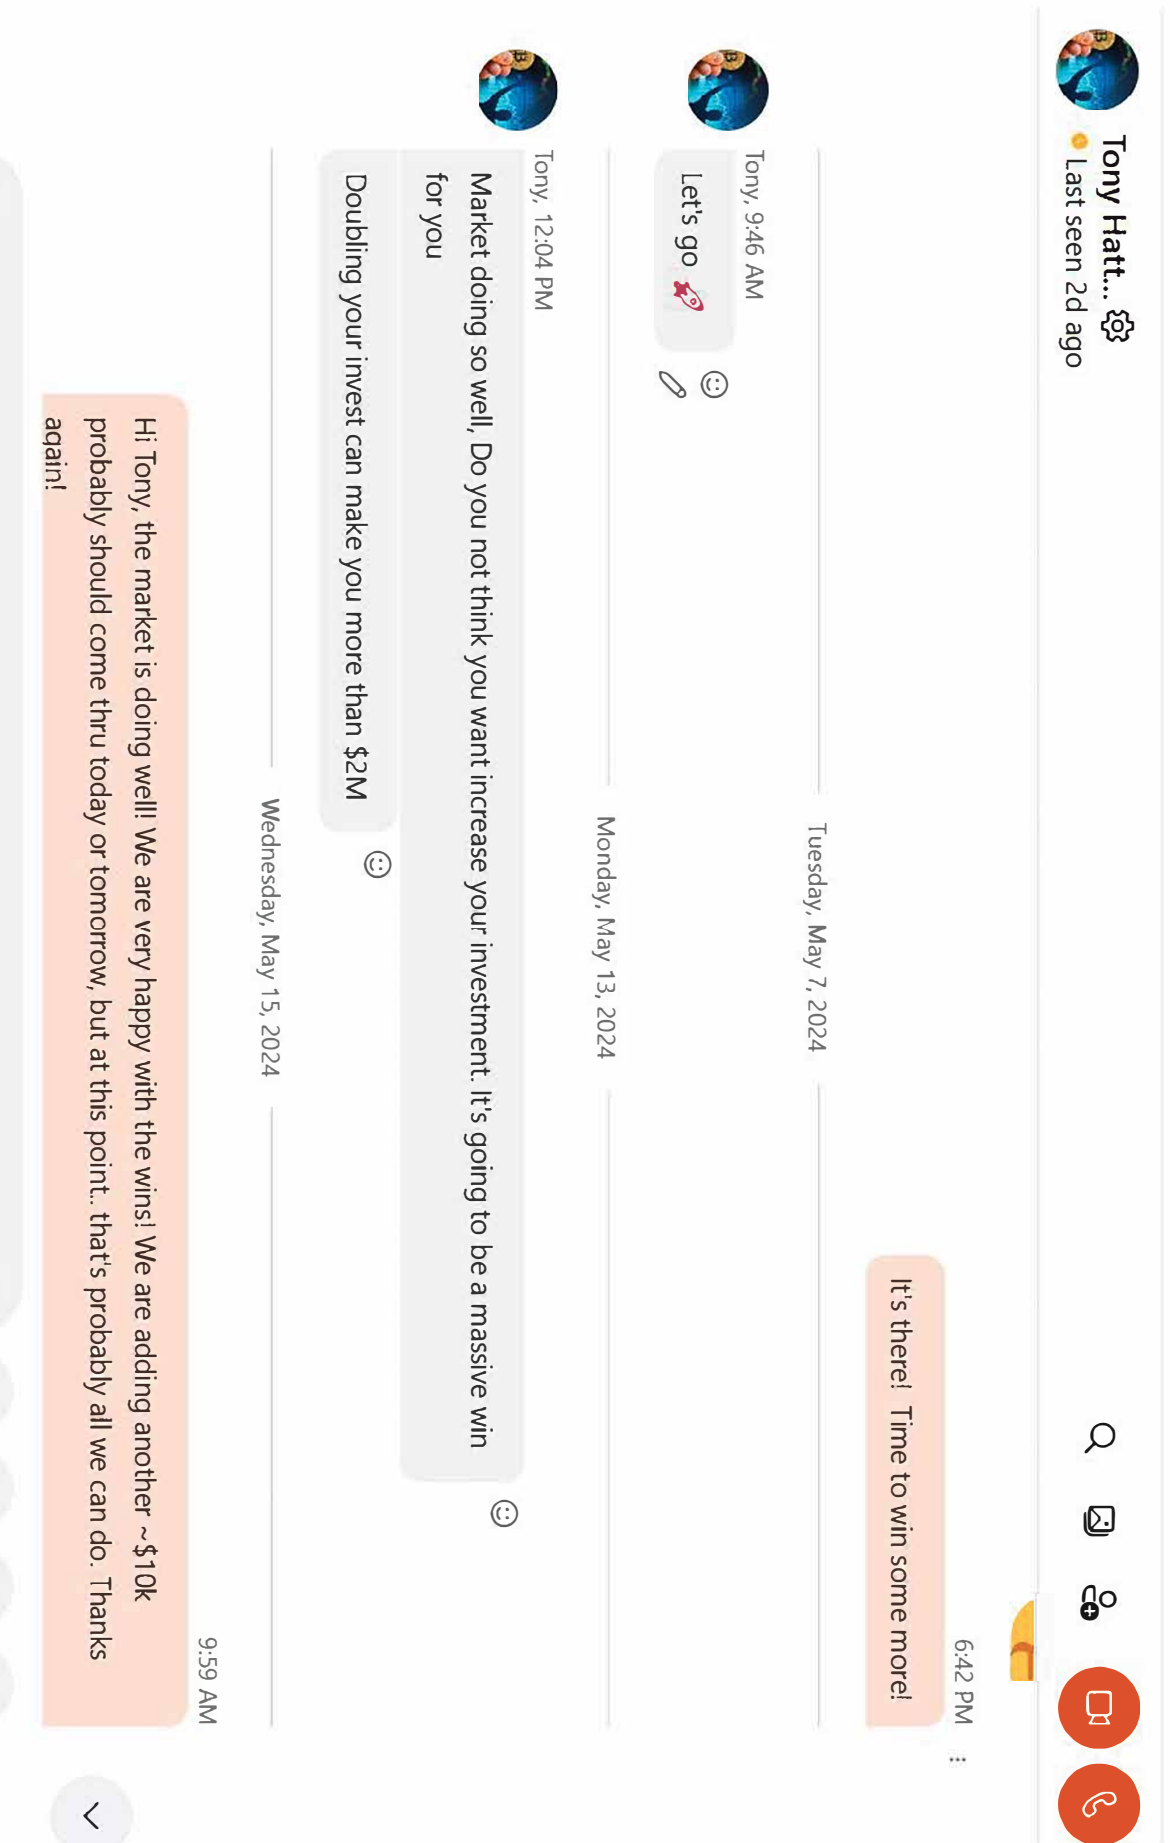 Tony Hatt...
Last seen 2d ago
6:42 PM
It's there!  Time to win some more!
Tuesday, May 7, 2024
Tony, 9:46 AM
Let's go 🚀
Monday, May 13, 2024
Tony, 12:04 PM
Market doing so well, Do you not think you want increase your investment. It's going to be a massive win
for you
Doubling your invest can make you more than $2M
Wednesday, May 15, 2024
9:59 AM
Hi Tony, the market is doing well! We are very happy with the wins! We are adding another ~$10k
probably should come thru today or tomorrow, but at this point.. that's probably all we can do. Thanks
again!